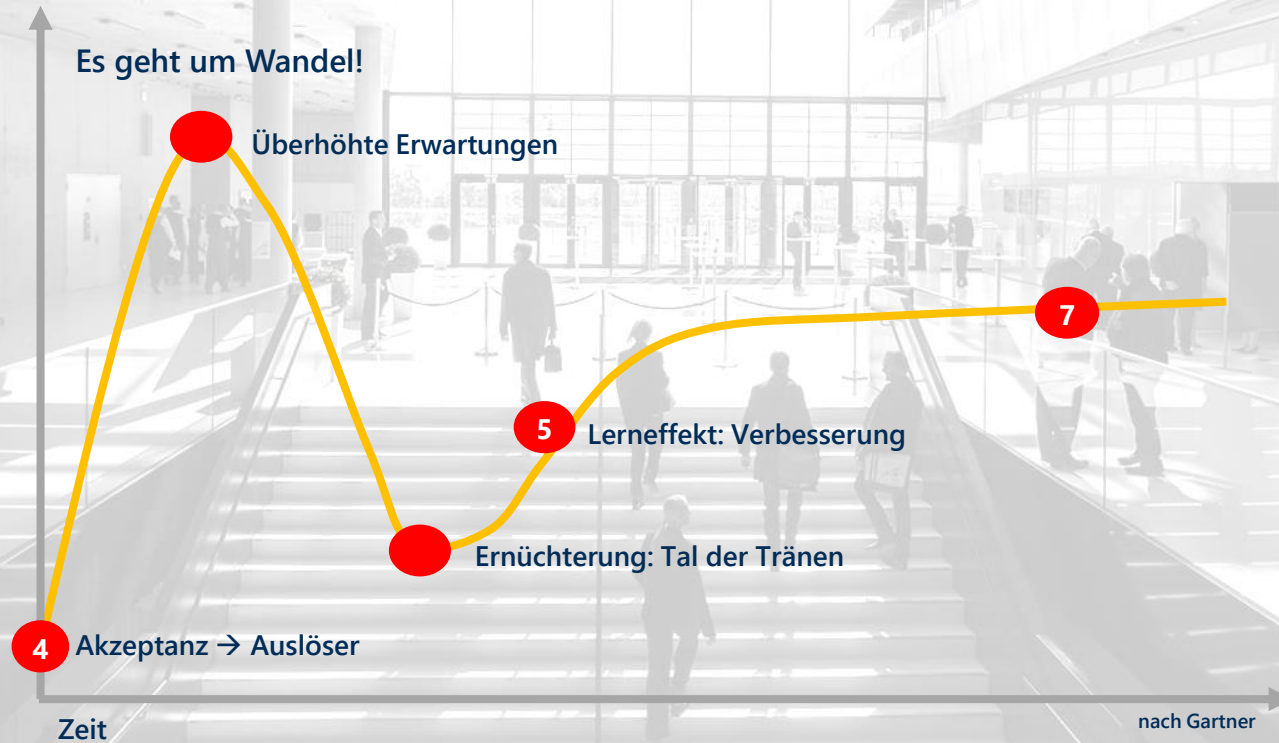 Es geht um Wandel!
Überhöhte Erwartungen
7
5
Lerneffekt: Verbesserung
Ernüchterung: Tal der Tränen
4
Akzeptanz → Auslöser
Zeit
nach Gartner